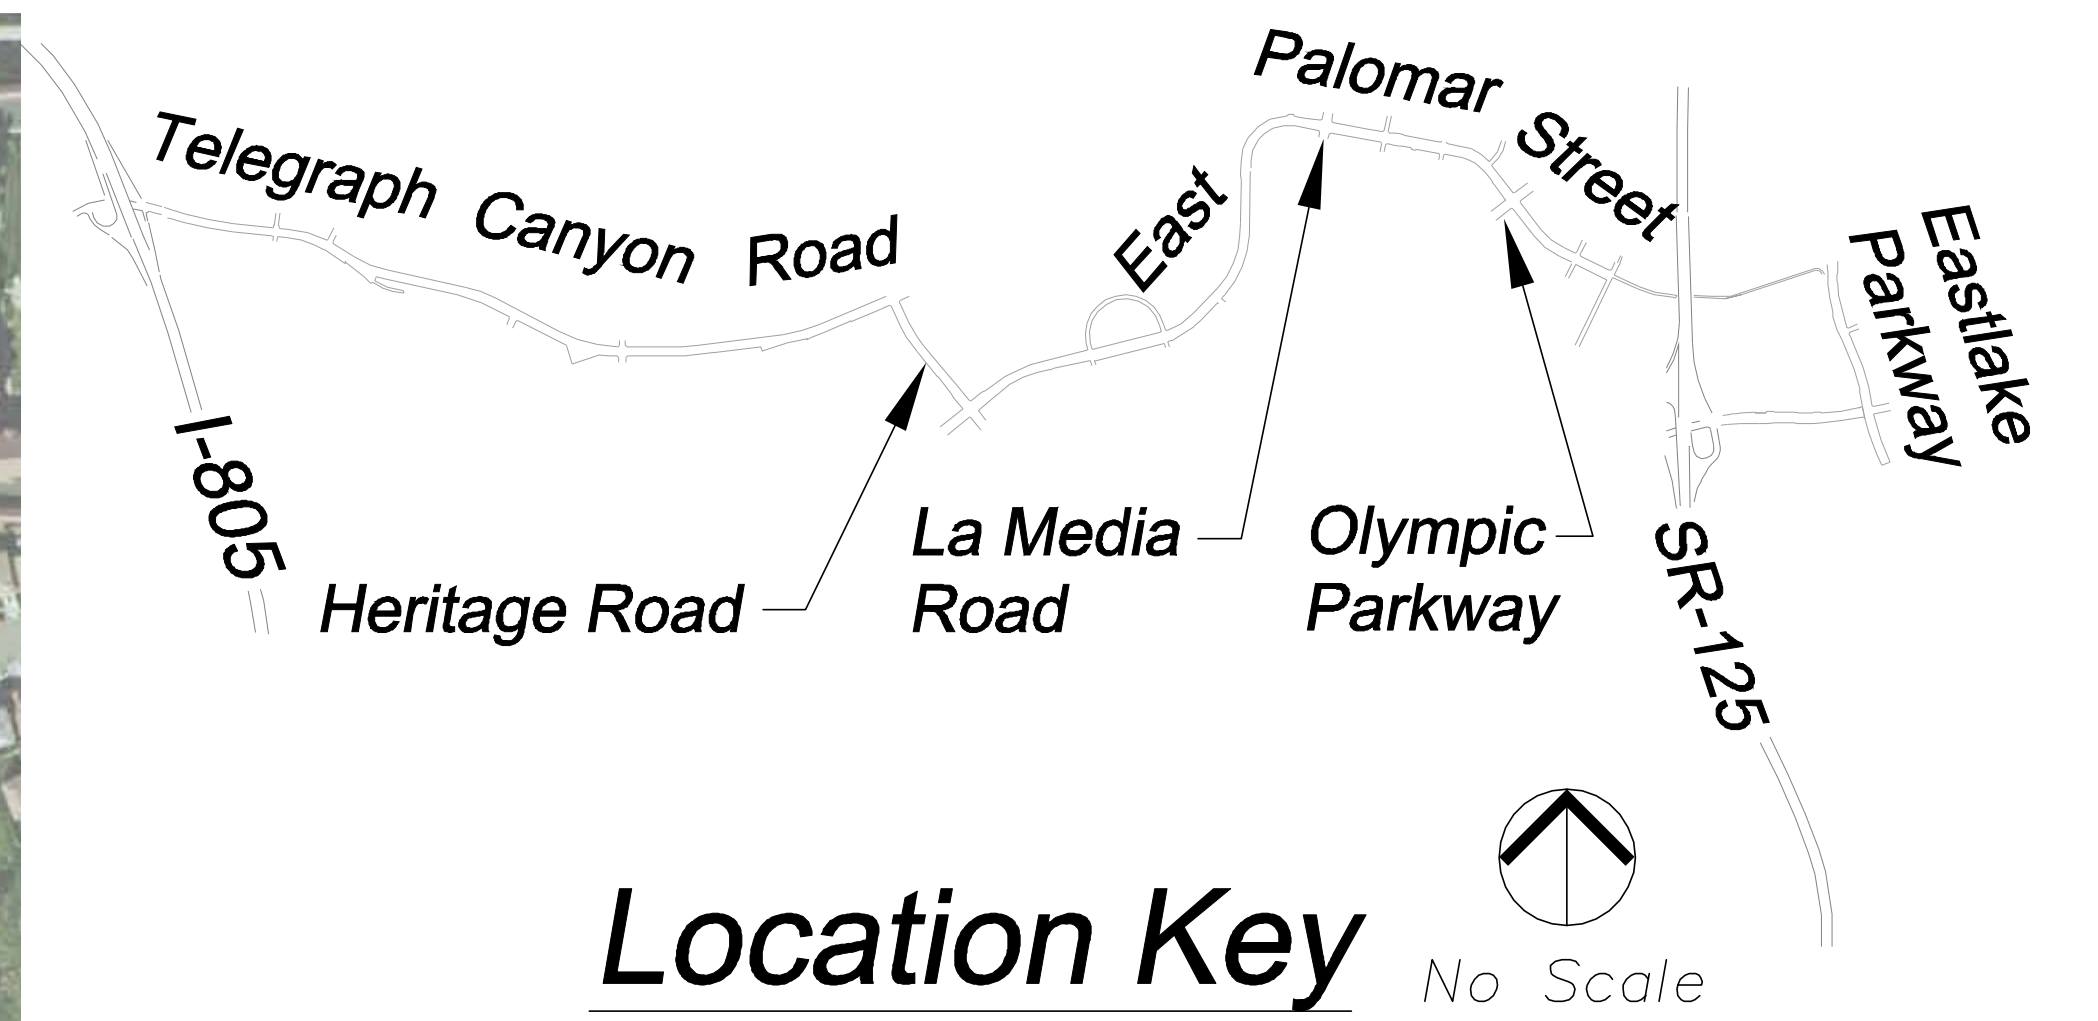 Telegraph Canyon Road
East Palomar Street
Eastlake
Parkway
I-805
Heritage Road
La Media
Road
Olympic
Parkway
SR-125
Location Key
No Scale